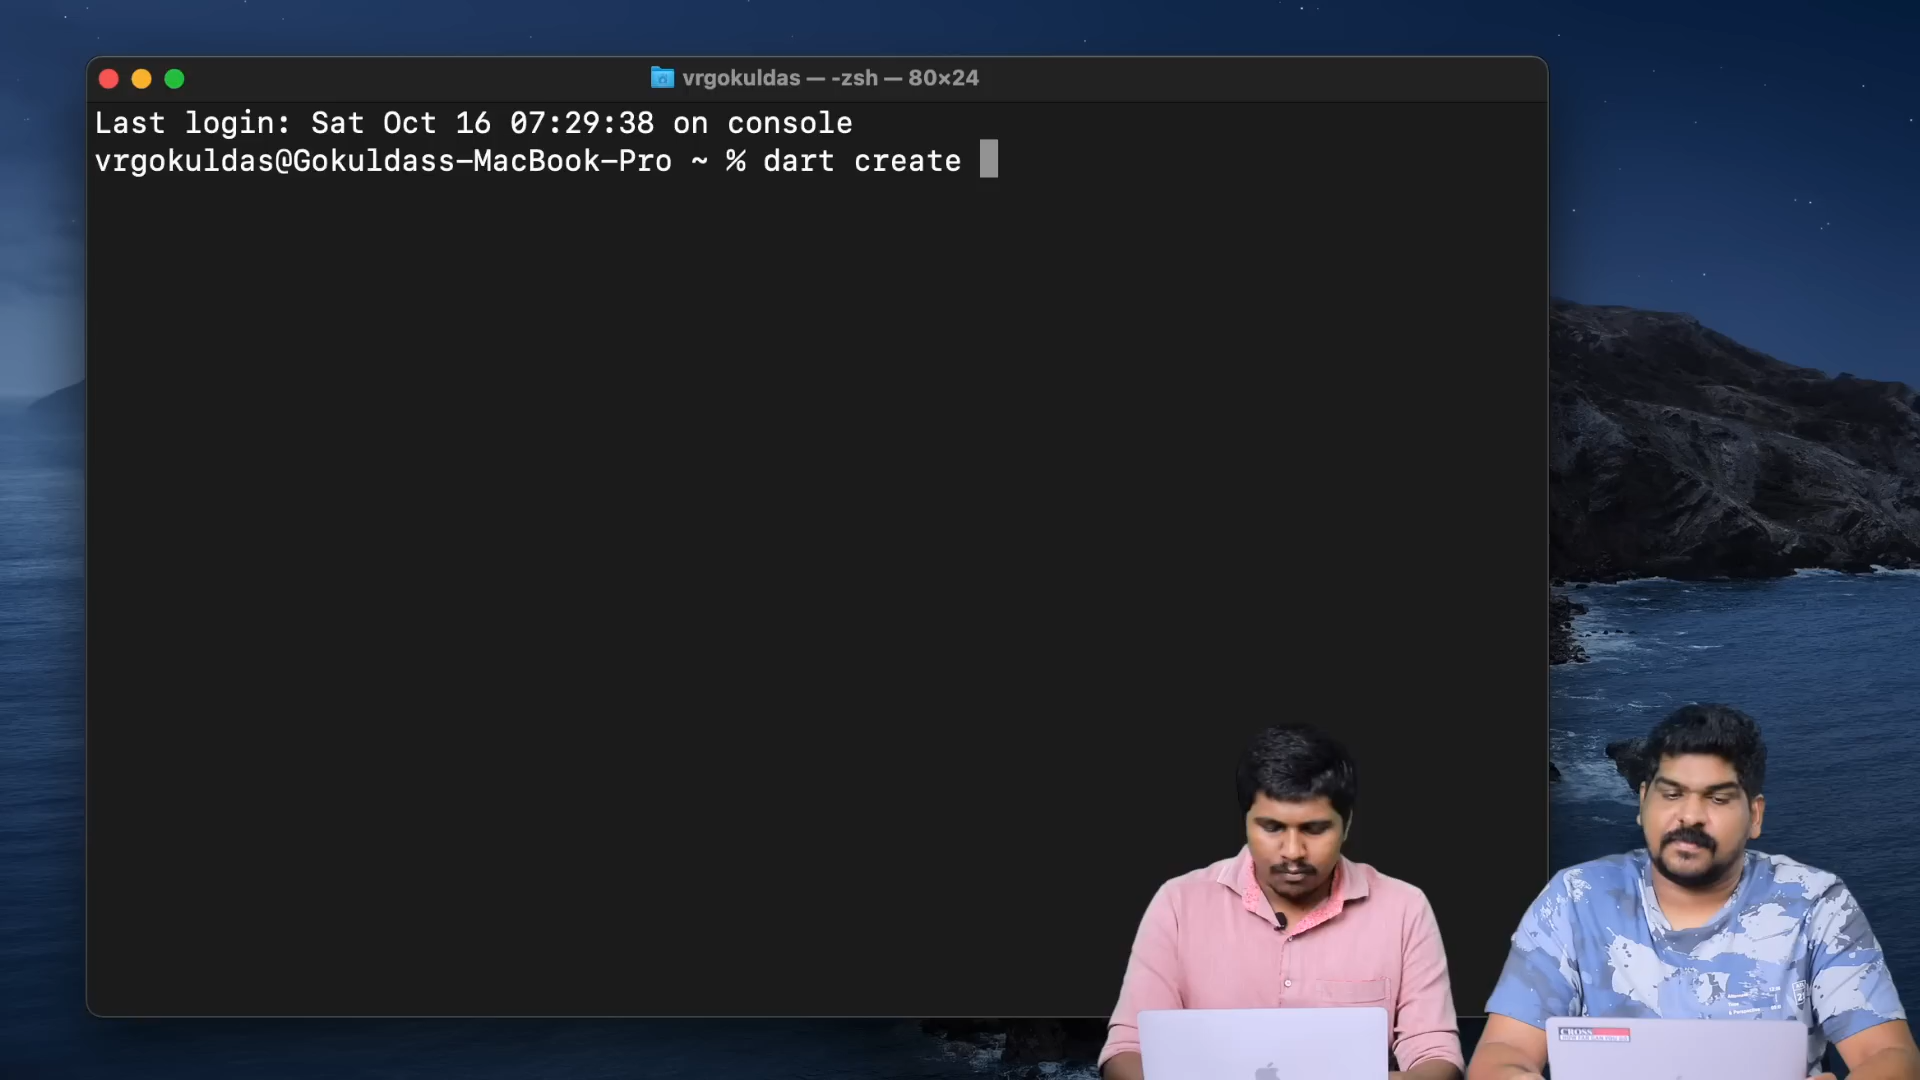 vrgokuldas — -zsh — 80×24
Last login: Sat Oct 16 07:29:38 on console
vrgokuldas@Gokuldass-MacBook-Pro ~ % dart create
CROSS